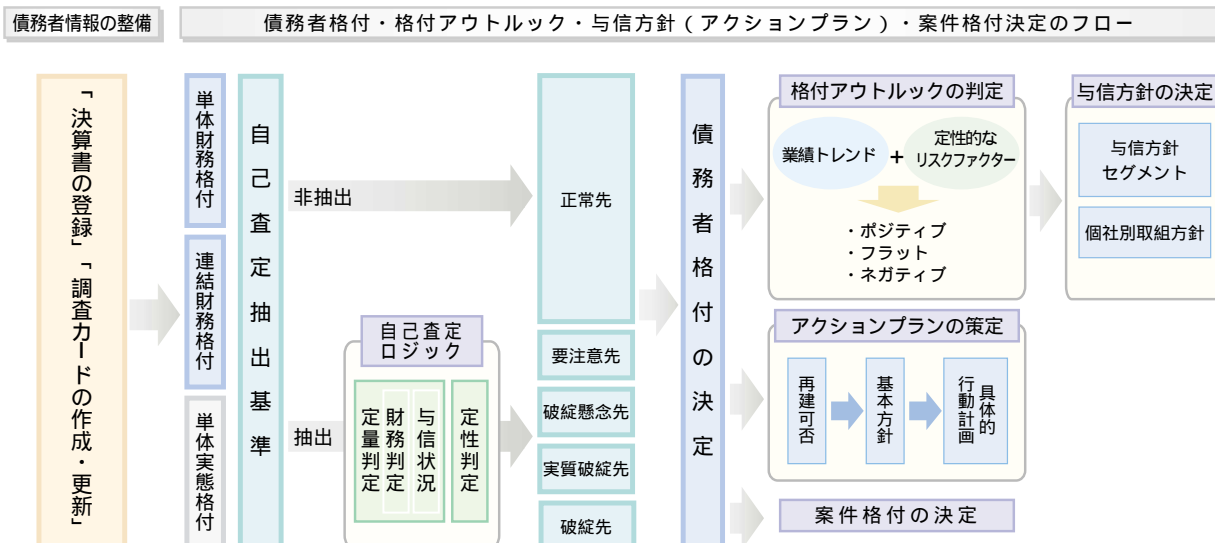 債務者情報の整備
債務者格付・格付アウトルック・与信方針(アクションプラン)・案件格付決定のフロー
「決算書の登録」「調査カードの作成・更新」
単体財務格付
連結財務格付
単体実態格付
自己査定抽出基準
非抽出
抽出
自己査定
ロジック
定量判定
財務判定
与信状況
定性判定
正常先
要注意先
破綻懸念先
実質破綻先
破綻先
債務者格付の決定
格付アウトルックの判定
業績トレンド
+
定性的な
リスクファクター
・ポジティブ
・フラット
・ネガティブ
与信方針の決定
与信方針
セグメント
個社別取組方針
アクションプランの策定
再建可否
基本方針
具体的
行動計画
案件格付の決定